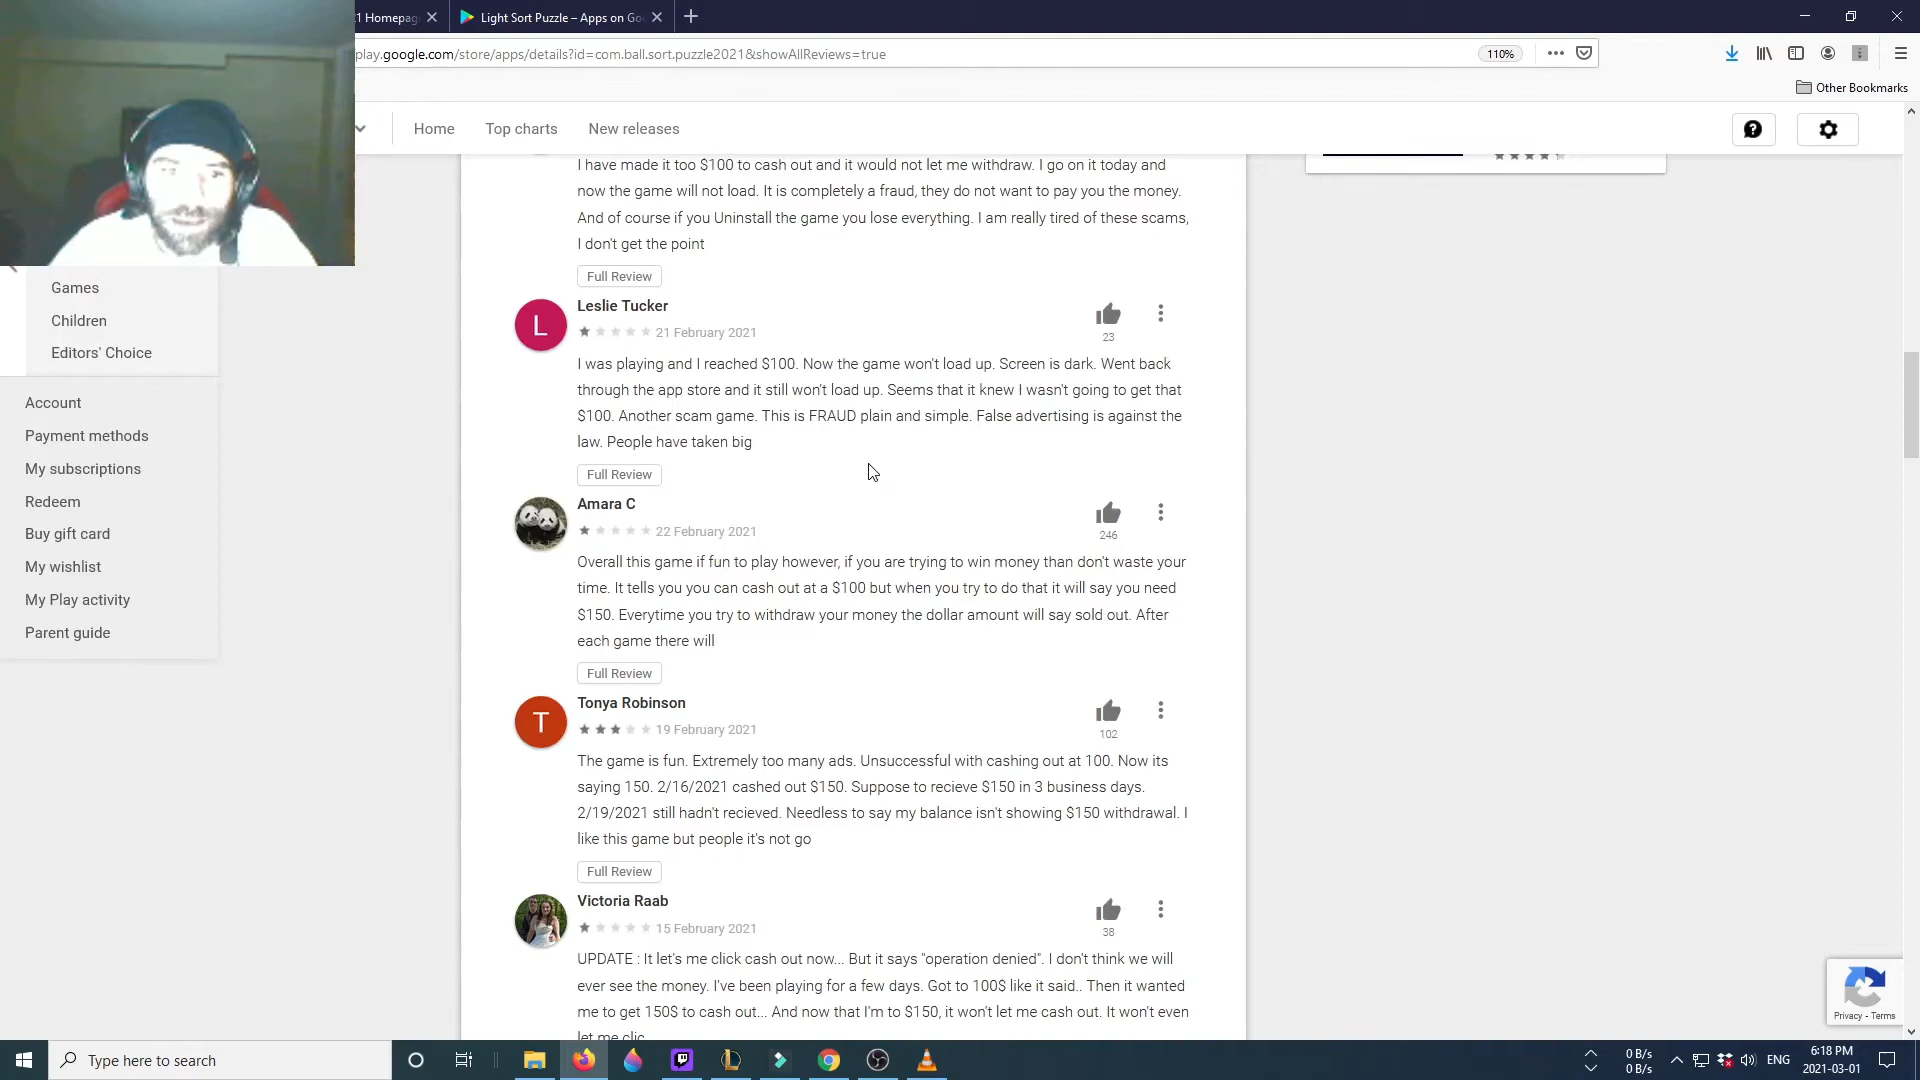 1 Homepag
Light Sort Puzzle – Apps on Go
play.google.com/store/apps/details?id=com.ball.sort.puzzle2021&showAllReviews=true
110%
Other Bookmarks
Home Top charts New releases
I have made it too $100 to cash out and it would not let me withdraw. I go on it today and
now the game will not load. It is completely a fraud, they do not want to pay you the money.
And of course if you Uninstall the game you lose everything. I am really tired of these scams,
I don't get the point
Full Review
Games
Children
Editors' Choice
Account
Payment methods
My subscriptions
Redeem
Buy gift card
My wishlist
My Play activity
Parent guide
L
Leslie Tucker
21 February 2021
23
I was playing and I reached $100. Now the game won't load up. Screen is dark. Went back
through the app store and it still won't load up. Seems that it knew I wasn't going to get that
$100. Another scam game. This is FRAUD plain and simple. False advertising is against the
law. People have taken big
Full Review
Amara C
22 February 2021
246
Overall this game if fun to play however, if you are trying to win money than don't waste your
time. It tells you you can cash out at a $100 but when you try to do that it will say you need
$150. Everytime you try to withdraw your money the dollar amount will say sold out. After
each game there will
Full Review
T
Tonya Robinson
19 February 2021
102
The game is fun. Extremely too many ads. Unsuccessful with cashing out at 100. Now its
saying 150. 2/16/2021 cashed out $150. Suppose to recieve $150 in 3 business days.
2/19/2021 still hadn't recieved. Needless to say my balance isn't showing $150 withdrawal. I
like this game but people it's not go
Full Review
Victoria Raab
15 February 2021
38
UPDATE : It let's me click cash out now... But it says "operation denied". I don't think we will
ever see the money. I've been playing for a few days. Got to 100$ like it said.. Then it wanted
me to get 150$ to cash out... And now that I'm to $150, it won't let me cash out. It won't even
let me clic
Privacy - Terms
Type here to search
0 B/s
0 B/s
ENG
6:18 PM
2021-03-01